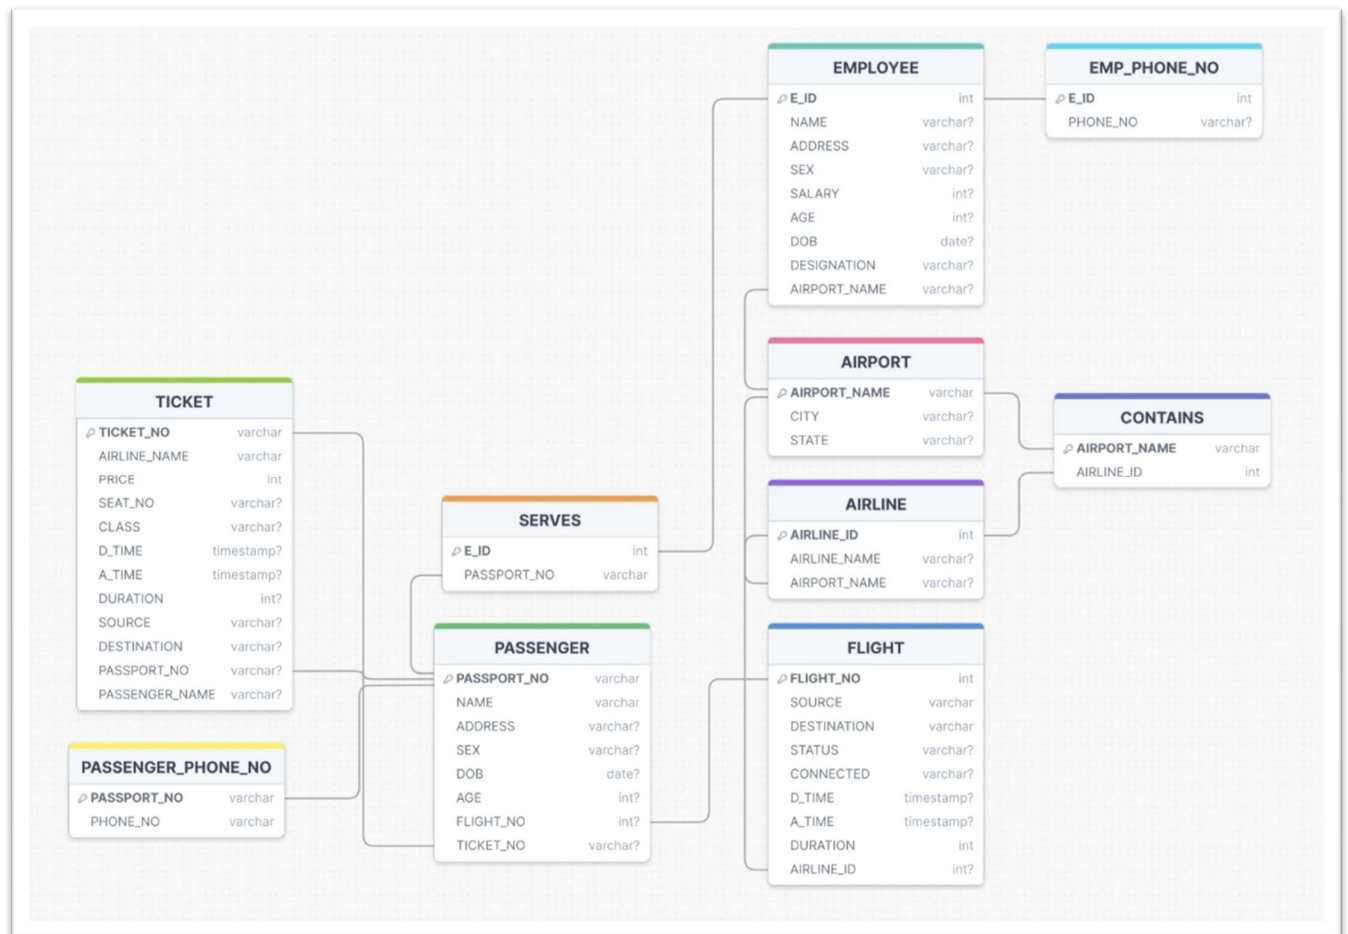 EMPLOYEE
E_ID int
NAME varchar?
ADDRESS varchar?
SEX varchar?
SALARY int?
AGE int?
DOB date?
DESIGNATION varchar?
AIRPORT_NAME varchar?
EMP_PHONE_NO
E_ID int
PHONE_NO varchar?
AIRPORT
AIRPORT_NAME varchar
CITY varchar?
STATE varchar?
CONTAINS
AIRPORT_NAME varchar
AIRLINE_ID int
TICKET
TICKET_NO varchar
AIRLINE_NAME varchar
PRICE int
SEAT_NO varchar?
CLASS varchar?
D_TIME timestamp?
A_TIME timestamp?
DURATION int?
SOURCE varchar?
DESTINATION varchar?
PASSPORT_NO varchar?
PASSENGER_NAME varchar?
SERVES
E_ID int
PASSPORT_NO varchar
AIRLINE
AIRLINE_ID int
AIRLINE_NAME varchar?
AIRPORT_NAME varchar?
PASSENGER
PASSPORT_NO varchar
NAME varchar
ADDRESS varchar?
SEX varchar?
DOB date?
AGE int?
FLIGHT_NO int?
TICKET_NO varchar?
FLIGHT
FLIGHT_NO int
SOURCE varchar
DESTINATION varchar
STATUS varchar?
CONNECTED varchar?
D_TIME timestamp?
A_TIME timestamp?
DURATION int
AIRLINE_ID int?
PASSENGER_PHONE_NO
PASSPORT_NO varchar
PHONE_NO varchar